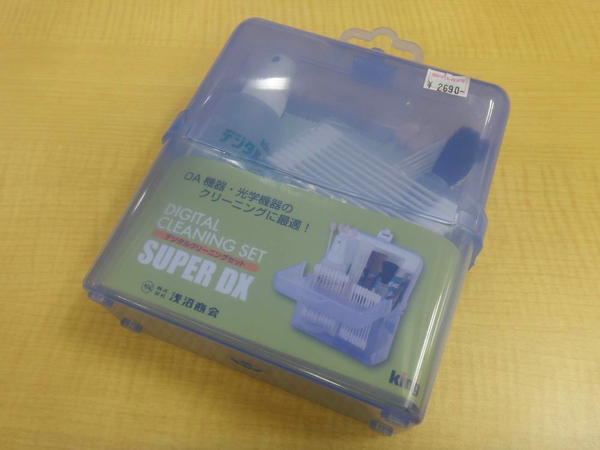 ¥ 2690-
デジタル
OA 機器・光学機器の
クリーニングに最適！
DIGITAL
CLEANING SET
デジタルクリーニングセット
SUPER DX
株式会社 浅沼商会
King